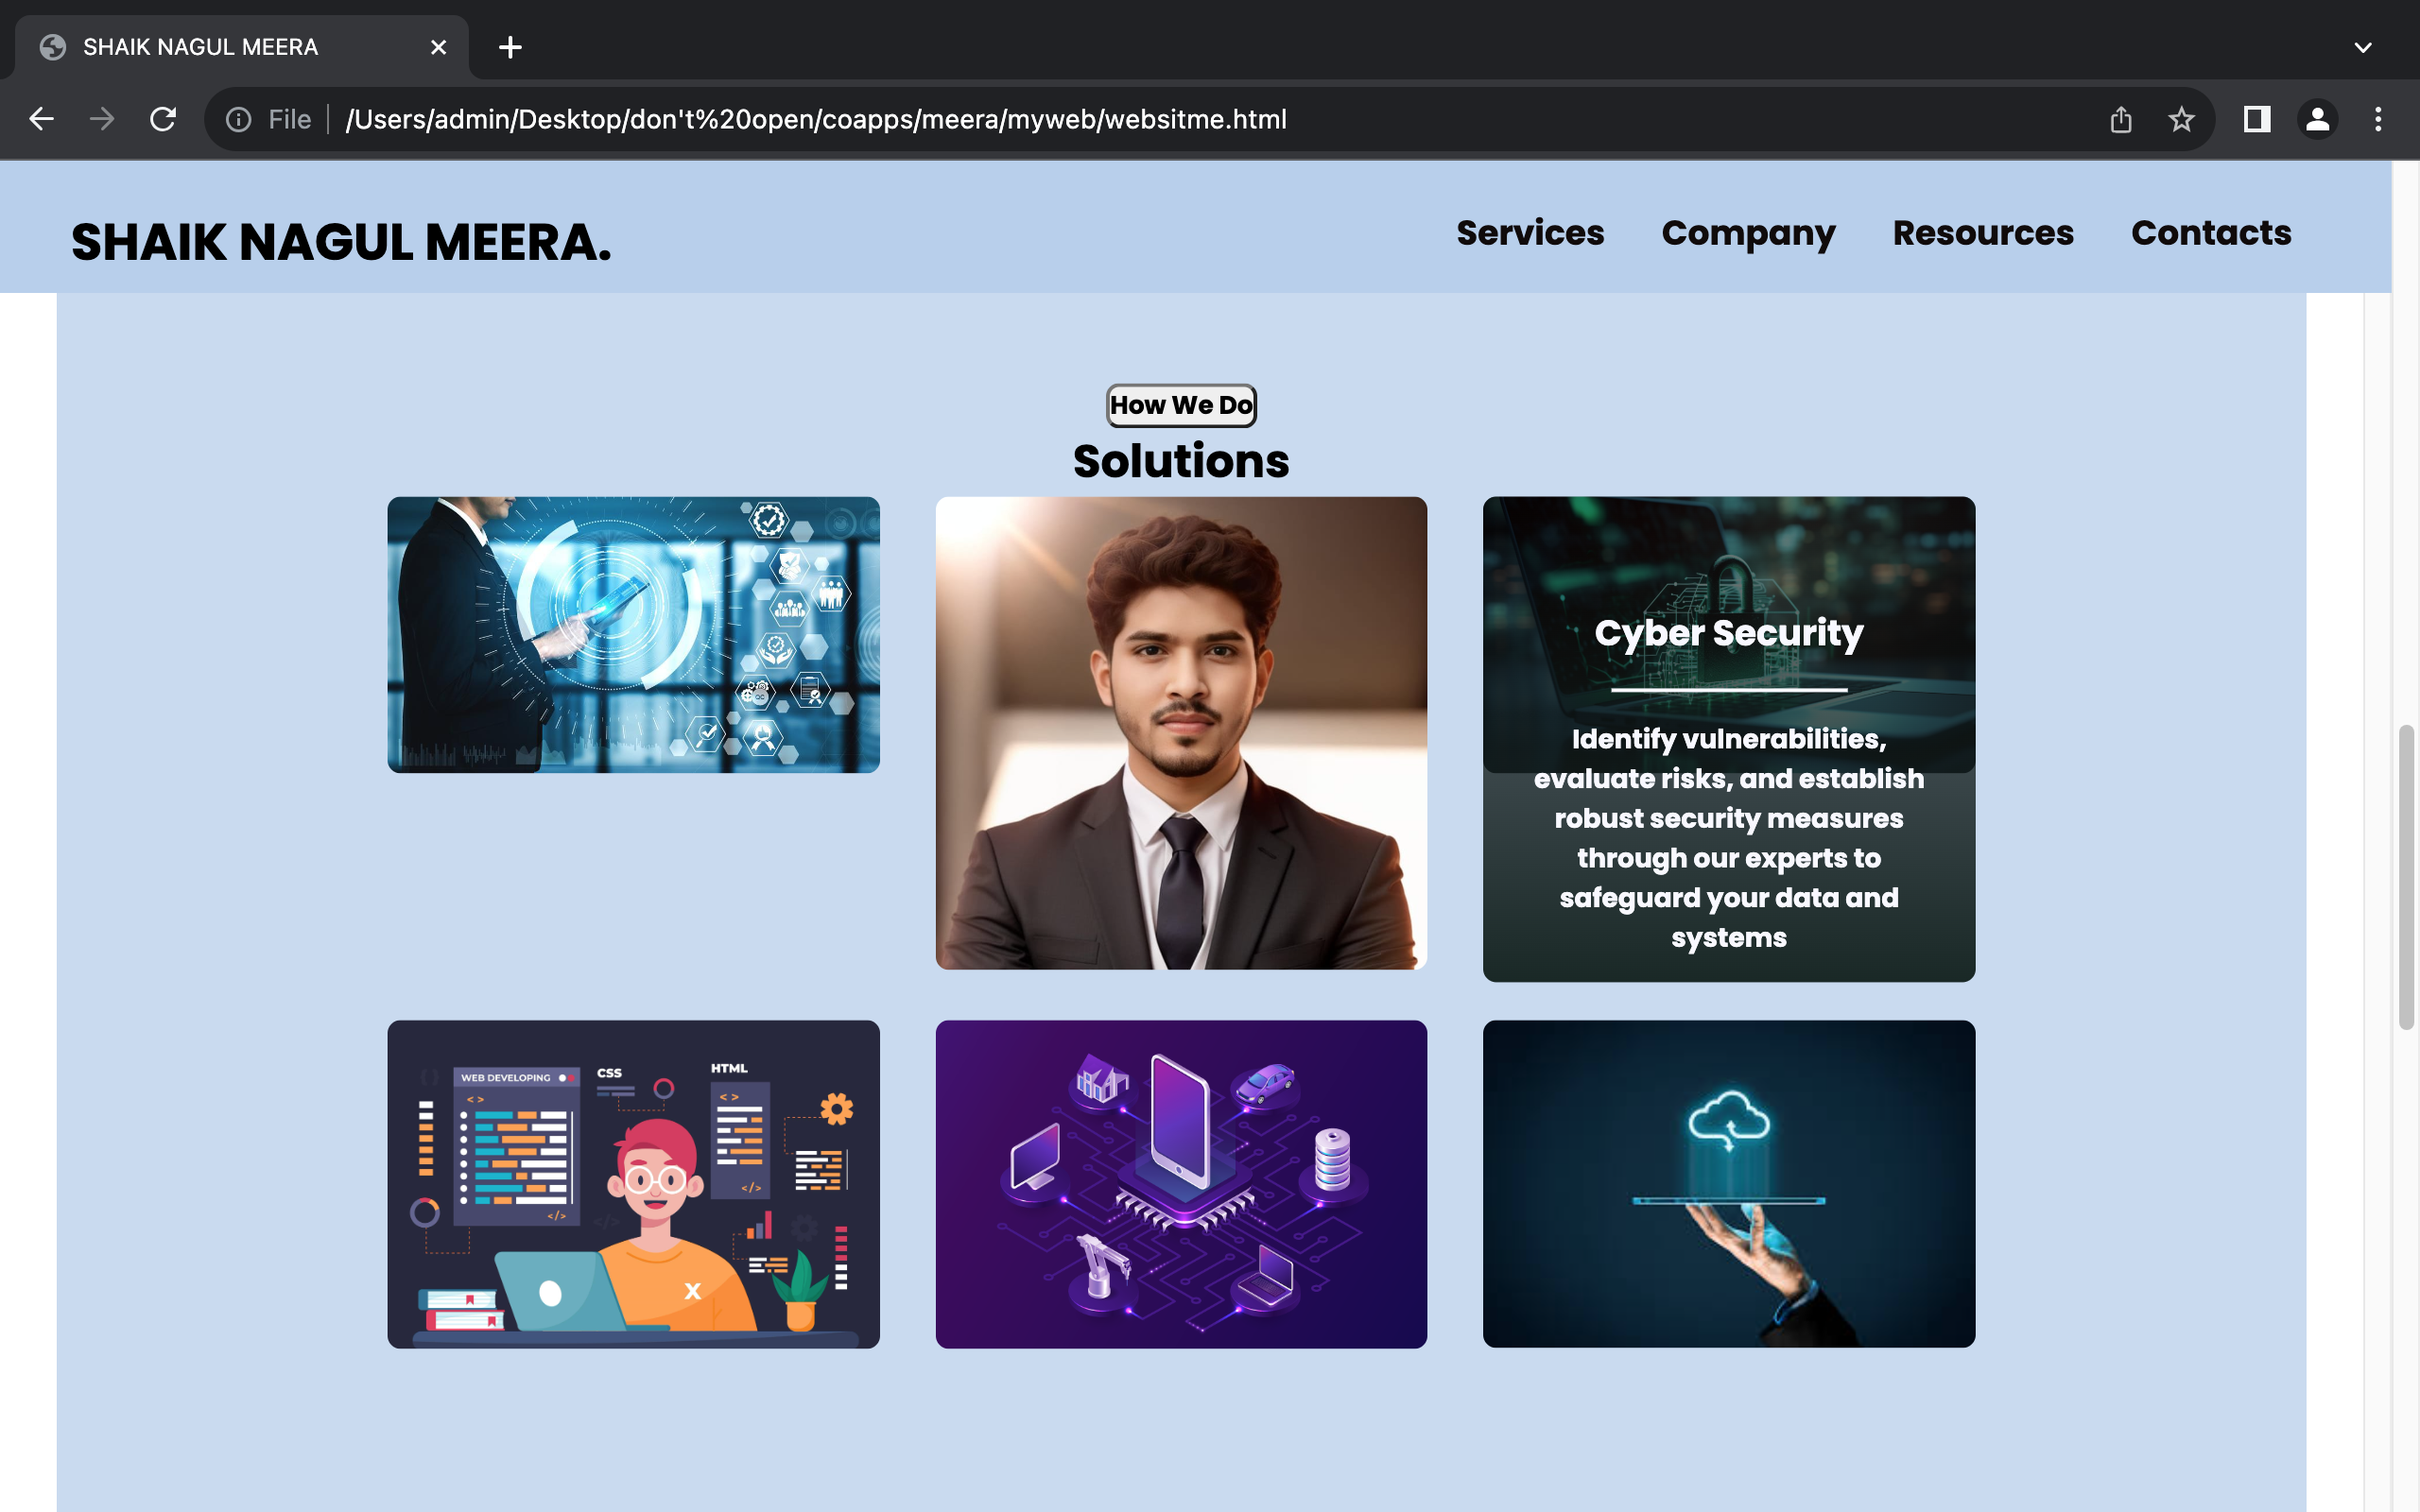 SHAIK NAGUL MEERA
File
/Users/admin/Desktop/don't%20open/coapps/meera/myweb/websitme.html
SHAIK NAGUL MEERA.
Services Company Resources Contacts
How We Do
Solutions
QC
Cyber Security
Identify vulnerabilities,
evaluate risks, and establish
robust security measures
through our experts to
safeguard your data and
systems
WEB DEVELOPING
CSS
HTML
< >
< >
</>
</>
</>
X